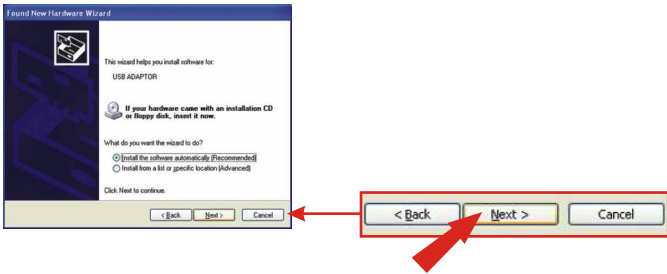 Found New Hardware Wizard
This wizard helps you install software for:
USB ADAPTOR
If your hardware came with an installation CD
or floppy disk, insert it now.
What do you want the wizard to do?
Install the software automatically (Recommended)
Install from a list or specific location (Advanced)
Click Next to continue.
< Back Next > Cancel
< Back Next > Cancel